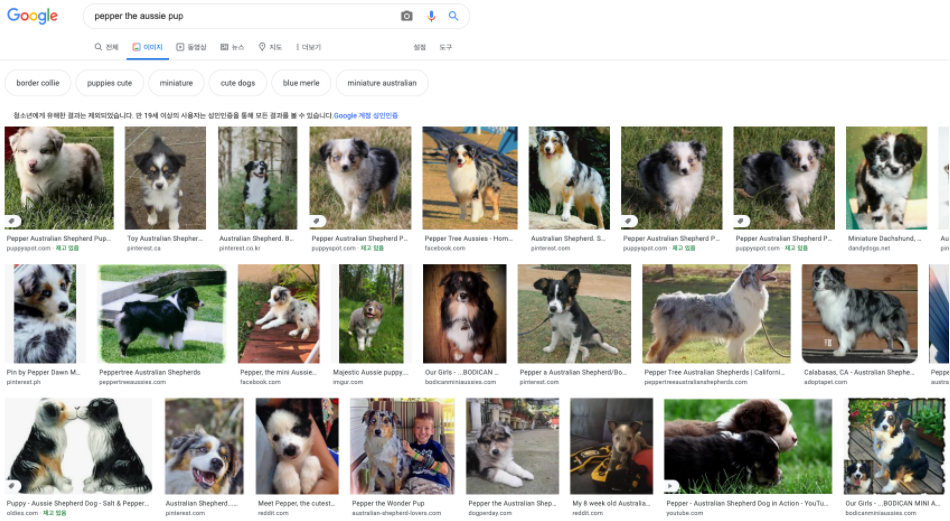 Google
pepper the aussie pup
전체 이미지 동영상 뉴스 지도 더보기 설정 도구
border collie puppies cute miniature cute dogs blue merle miniature australian
청소년에게 유해한 결과는 제외되었습니다. 만 19세 이상의 사용자는 성인인증을 통해 모든 결과를 볼 수 있습니다.Google 계정 성인인증
Pepper Australian Shepherd Pup... Toy Australian Shepher... Australian Shepherd. B... Pepper Australian Shepherd P... Pepper Tree Aussies - Hom... Australian Shepherd. S... Pepper Australian Shepherd P... Pepper Australian Shepherd P... Miniature Dachshund, ... Au
puppyspot.com · 재고 있음 pinterest.ca pinterest.co.kr puppyspot.com · 재고 있음 facebook.com pinterest.com puppyspot.com · 재고 있음 puppyspot.com · 재고 있음 dandydogs.net pin
Pin by Pepper Dawn M... Peppertree Australian Shepherds Pepper, the mini Aussie... Majestic Aussie puppy.... Our Girls - ...BODICAN ... Pepper a Australian Shepherd/Bo... Pepper Tree Australian Shepherds | Californi... Calabasas, CA - Australian Shephe... Peppe
pinterest.ph peppertreeaussies.com facebook.com imgur.com bodicanminiaussies.com pinterest.com peppertreeaustralianshepherds.com adoptapet.com
Puppy - Aussie Shepherd Dog - Salt & Pepper... Australian Shepherd.... Meet Pepper, the cutest... Pepper the Wonder Pup Pepper the Australian Shep... My 8 week old Australia... Pepper - Australian Shepherd Dog in Action - YouTu... Our Girls - ...BODICAN MINI A...
oldies.com · 재고 있음 pinterest.com reddit.com australian-shepherd-lovers.com dogperday.com reddit.com youtube.com bodicanminiaussies.com